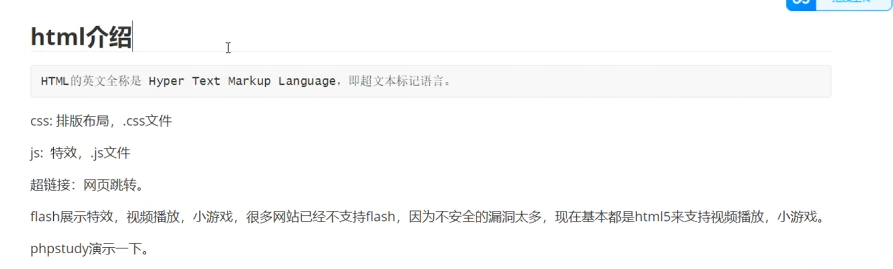 html介绍
HTML的英文全称是 Hyper Text Markup Language，即超文本标记语言。
css: 排版布局，.css文件
js: 特效，.js文件
超链接：网页跳转。
flash展示特效，视频播放，小游戏，很多网站已经不支持flash，因为不安全的漏洞太多，现在基本都是html5来支持视频播放，小游戏。
phpstudy演示一下。